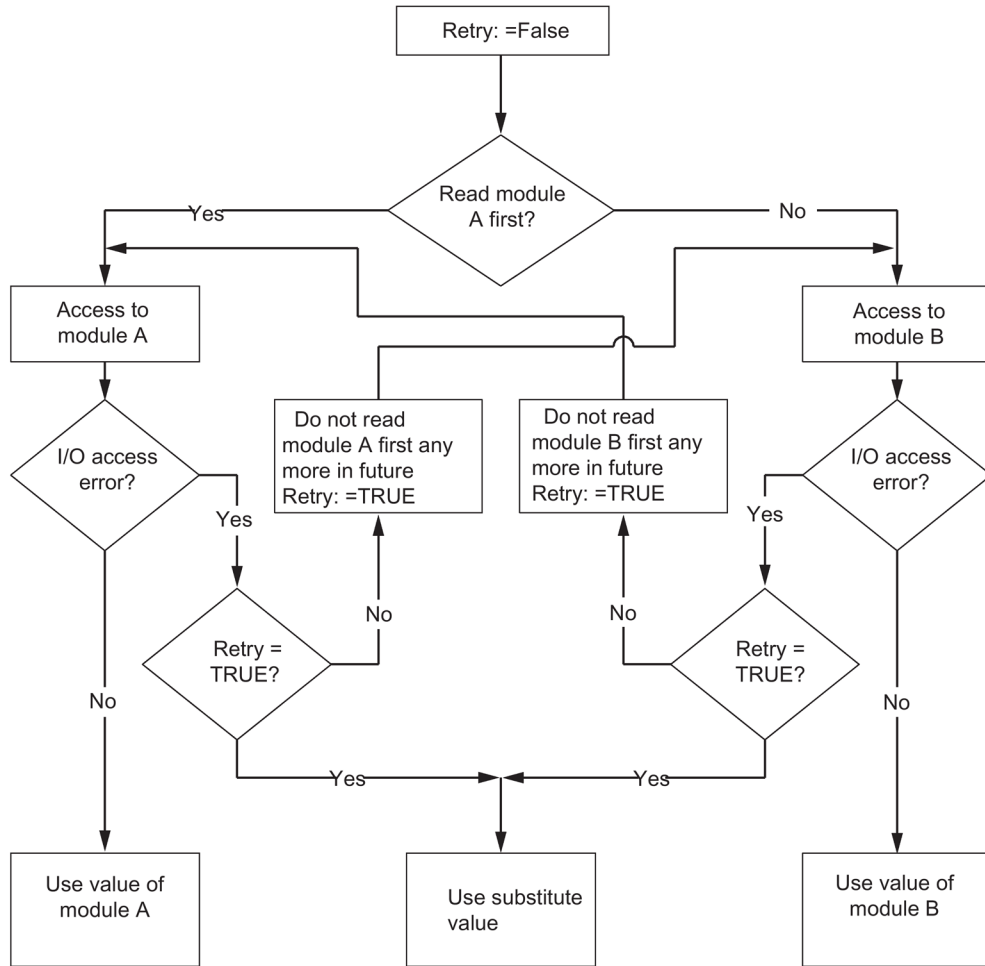 Retry: =False
Read module
A first?
Yes
No
Access to
module A
Access to
module B
Do not read
module A first any
more in future
Retry: =TRUE
Do not read
module B first any
more in future
Retry: =TRUE
I/O access
error?
I/O access
error?
Yes
Yes
No
No
Retry =
TRUE?
Retry =
TRUE?
No
No
Yes
Yes
Use value of
module A
Use substitute
value
Use value of
module B